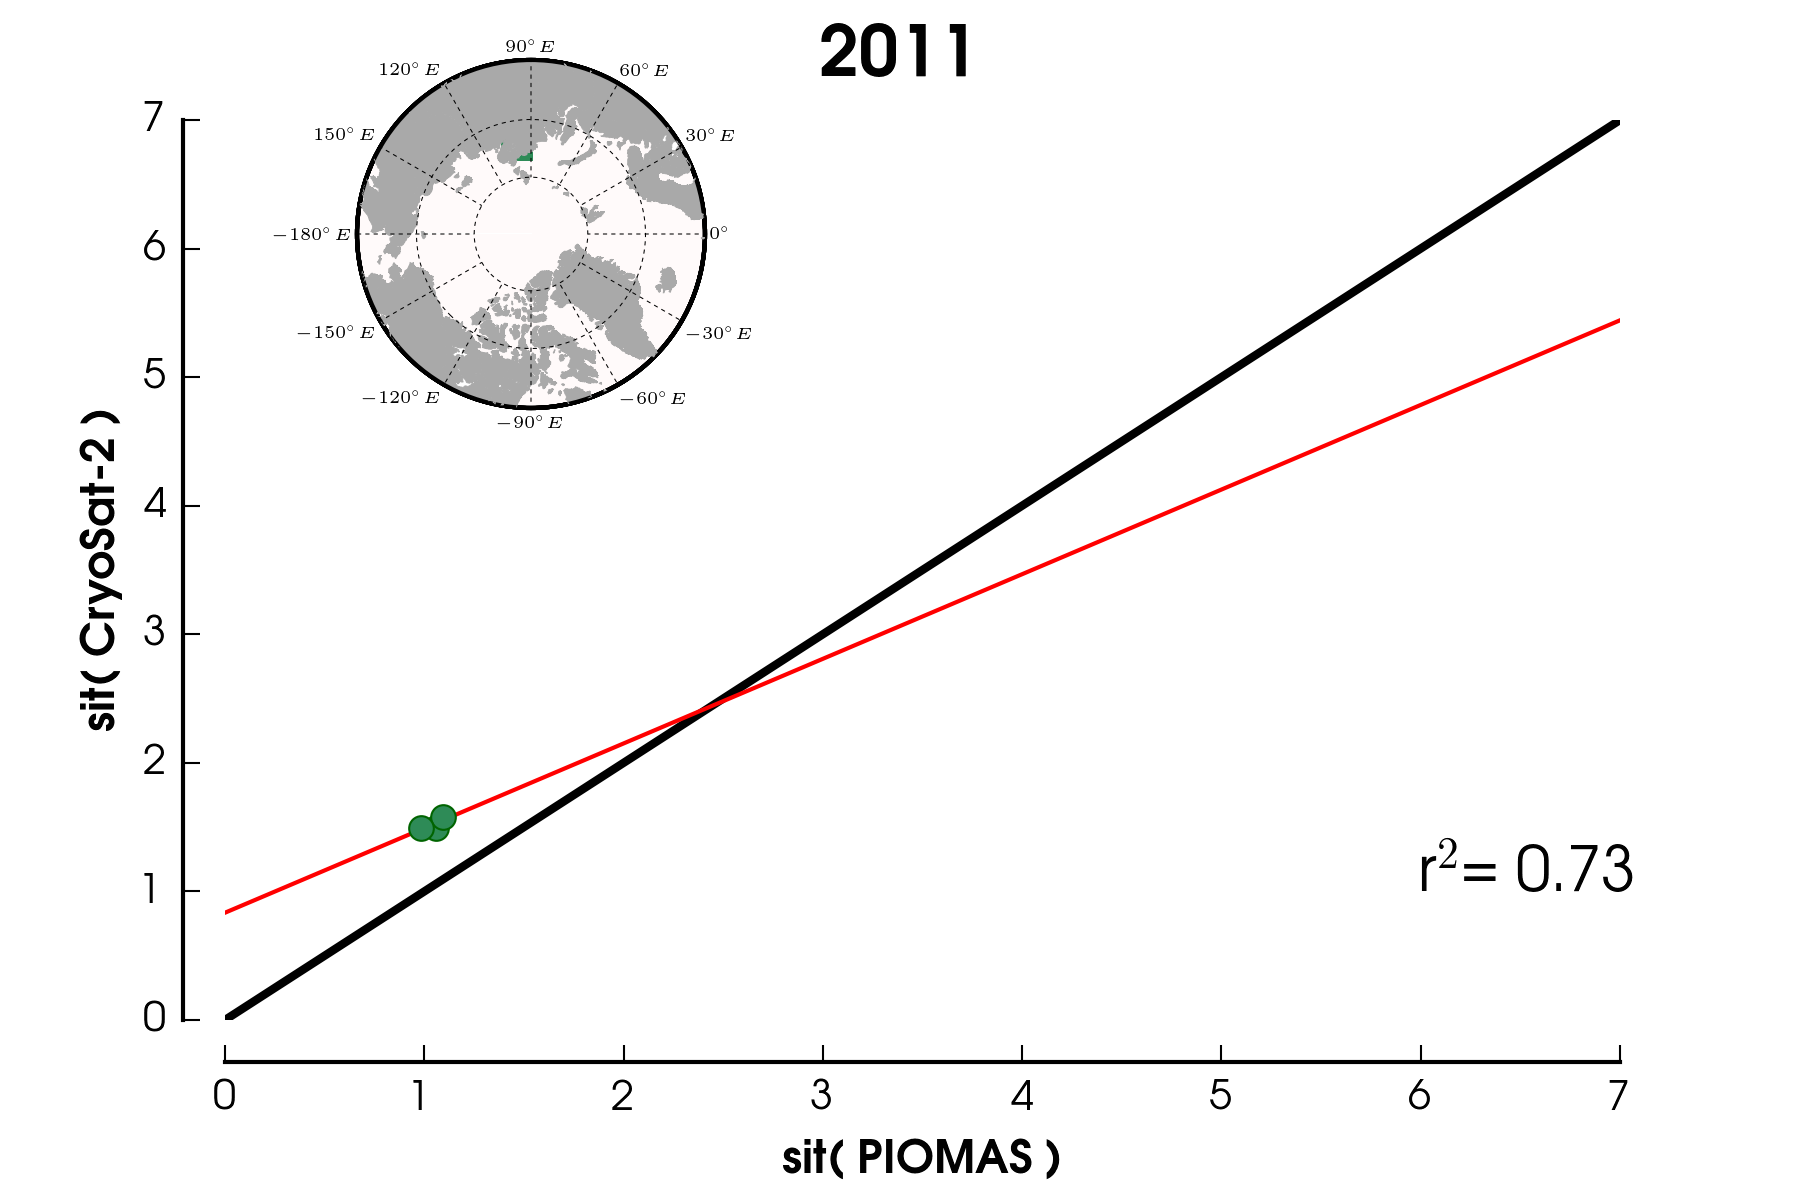 2011
90° E
120° E
60° E
150° E
30° E
−180° E
0°
−150° E
−30° E
−120° E
−60° E
−90° E
7
6
5
4
3
2
1
0
sit( CryoSat-2 )
r²= 0.73
0 1 2 3 4 5 6 7
sit( PIOMAS )